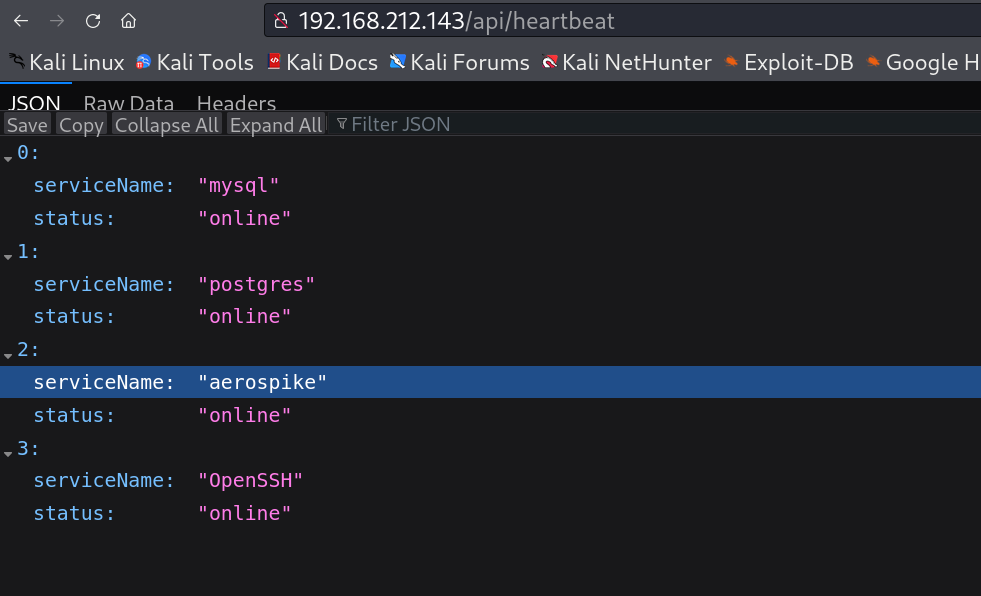 192.168.212.143/api/heartbeat
Kali Linux Kali Tools Kali Docs Kali Forums Kali NetHunter Exploit-DB Google H
JSON Raw Data Headers
Save Copy Collapse All Expand All Filter JSON
0:
serviceName: "mysql"
status: "online"
1:
serviceName: "postgres"
status: "online"
2:
serviceName: "aerospike"
status: "online"
3:
serviceName: "OpenSSH"
status: "online"